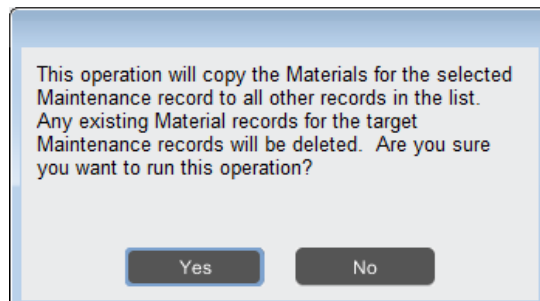 This operation will copy the Materials for the selected
Maintenance record to all other records in the list.
Any existing Material records for the target
Maintenance records will be deleted.  Are you sure
you want to run this operation?
Yes
No